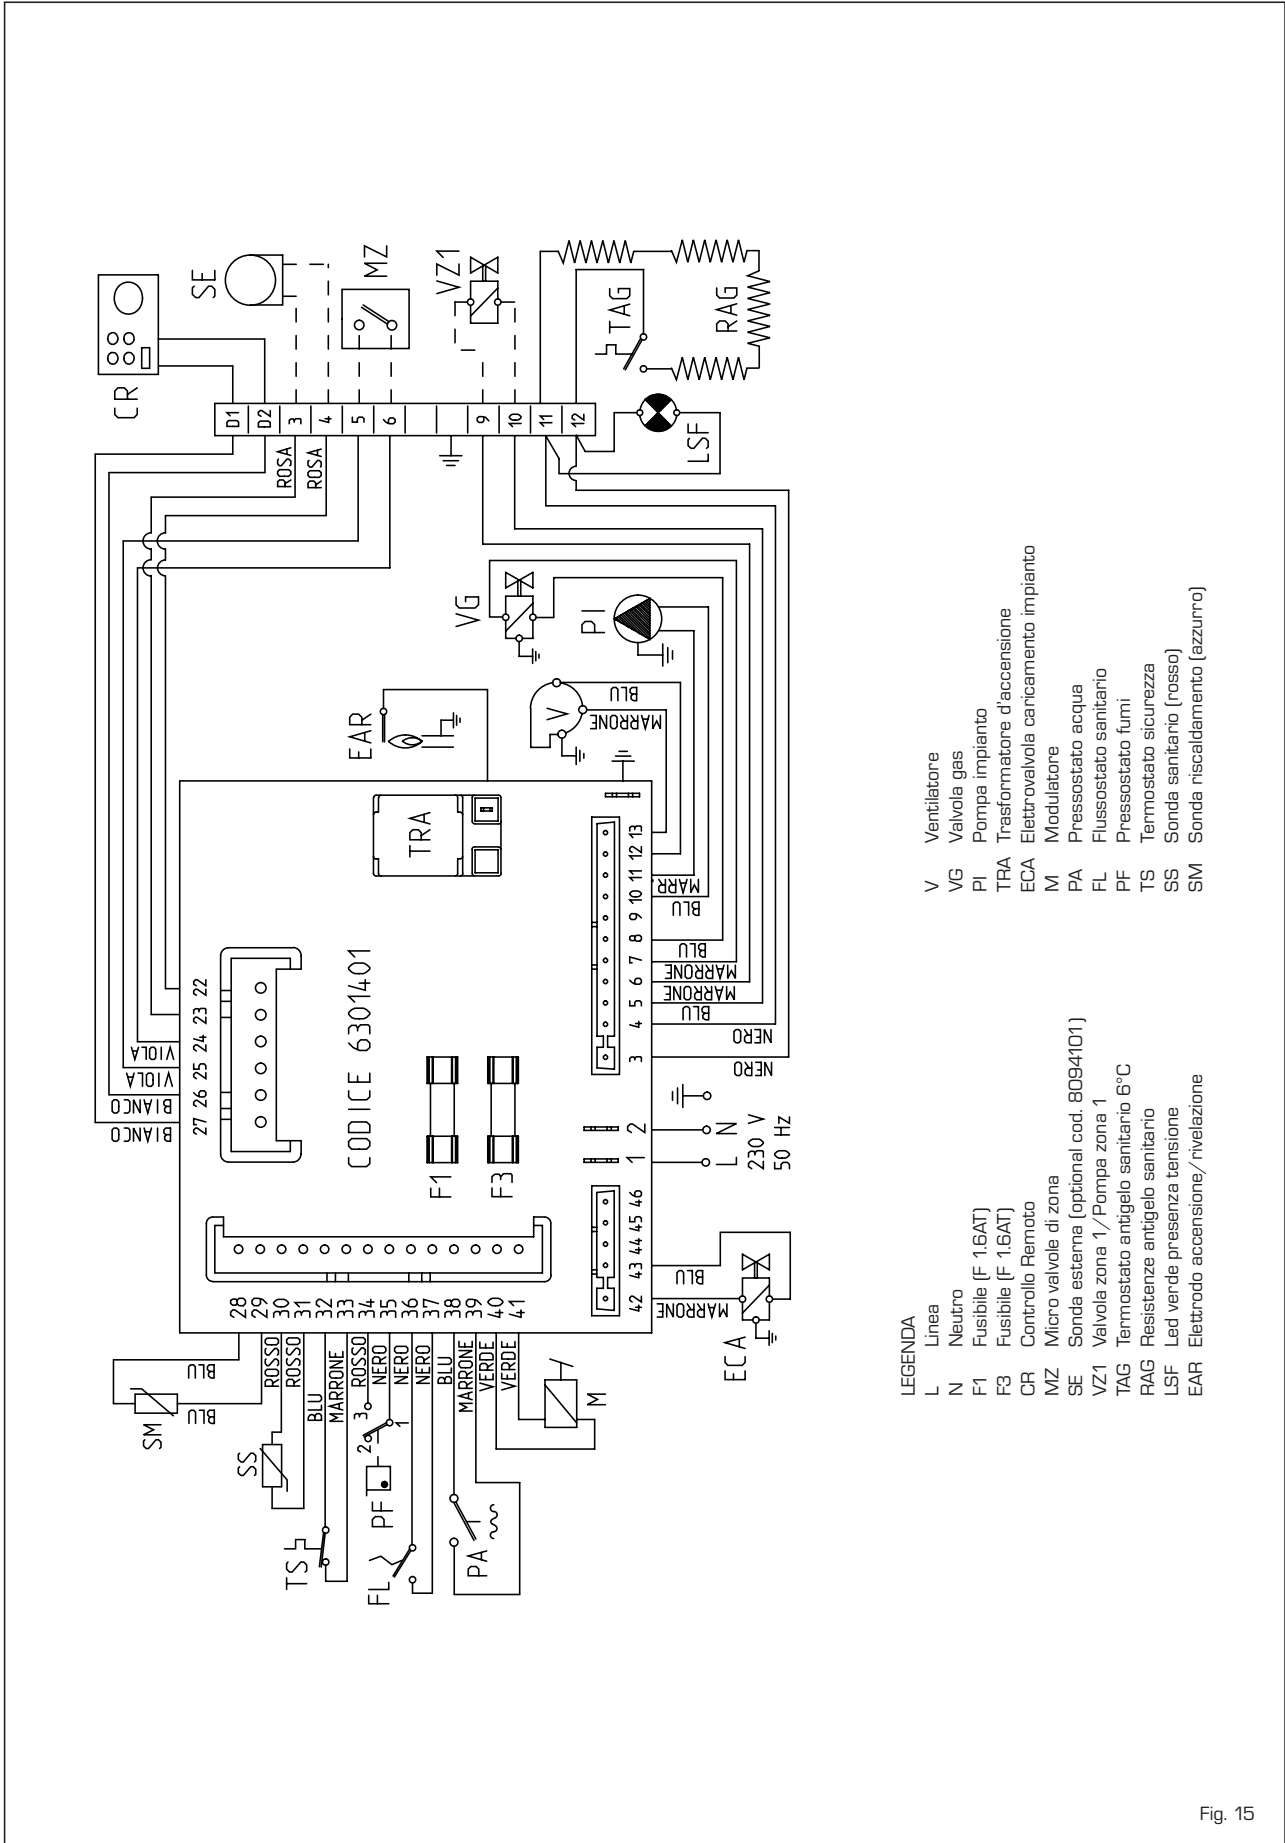 CR
SE
MZ
VZ1
TAG
RAG
LSF
D1
D2
3
4
5
6
9
10
11
12
ROSA
ROSA
VG
PI
EAR
V
BLU
MARRONE
TRA
CODICE 6301401
F1
F3
BIANCO
BIANCO
VIOLA
VIOLA
27 26 25 24 23 22
28
29
30
31
32
33
34
35
36
37
38
39
40
41
BLU
BLU
ROSSO
ROSSO
BLU
MARRONE
ROSSO
NERO
NERO
NERO
BLU
MARRONE
VERDE
VERDE
SM
SS
TS
PF
3
2
1
FL
PA
M
42 43 44 45 46
1 2
3 4 5 6 7 8 9 10 11 12 13
MARRONE
BLU
ECA
L N
230 V
50 Hz
NERO
NERO
BLU
MARRONE
MARRONE
BLU
BLU
MARR.
LEGENDA
L Linea
N Neutro
F1 Fusibile (F 1.6AT)
F3 Fusibile (F 1.6AT)
CR Controllo Remoto
MZ Micro valvole di zona
SE Sonda esterna (optional cod. 8094101)
VZ1 Valvola zona 1/Pompa zona 1
TAG Termostato antigelo sanitario 6°C
RAG Resistenze antigelo sanitario
LSF Led verde presenza tensione
EAR Elettrodo accensione/rivelazione
V Ventilatore
VG Valvola gas
PI Pompa impianto
TRA Trasformatore d'accensione
ECA Elettrovalvola caricamento impianto
M Modulatore
PA Pressostato acqua
FL Flussostato sanitario
PF Pressostato fumi
TS Termostato sicurezza
SS Sonda sanitario (rosso)
SM Sonda riscaldamento (azzurro)
Fig. 15